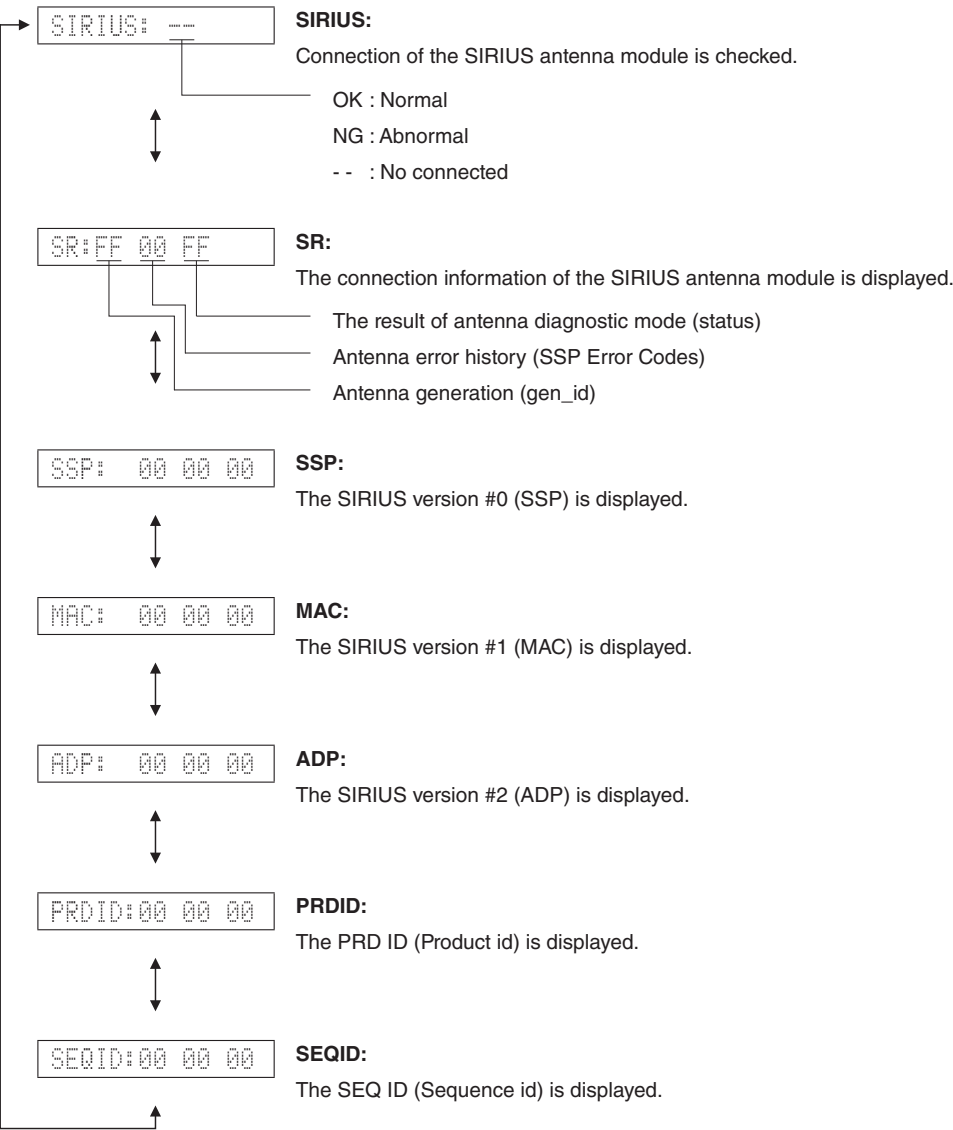 SIRIUS: --
SIRIUS:
Connection of the SIRIUS antenna module is checked.
OK : Normal
NG : Abnormal
- - : No connected
SR:FF 00 FF
SR:
The connection information of the SIRIUS antenna module is displayed.
The result of antenna diagnostic mode (status)
Antenna error history (SSP Error Codes)
Antenna generation (gen_id)
SSP: 00 00 00
SSP:
The SIRIUS version #0 (SSP) is displayed.
MAC: 00 00 00
MAC:
The SIRIUS version #1 (MAC) is displayed.
ADP: 00 00 00
ADP:
The SIRIUS version #2 (ADP) is displayed.
PRDID:00 00 00
PRDID:
The PRD ID (Product id) is displayed.
SEQID:00 00 00
SEQID:
The SEQ ID (Sequence id) is displayed.